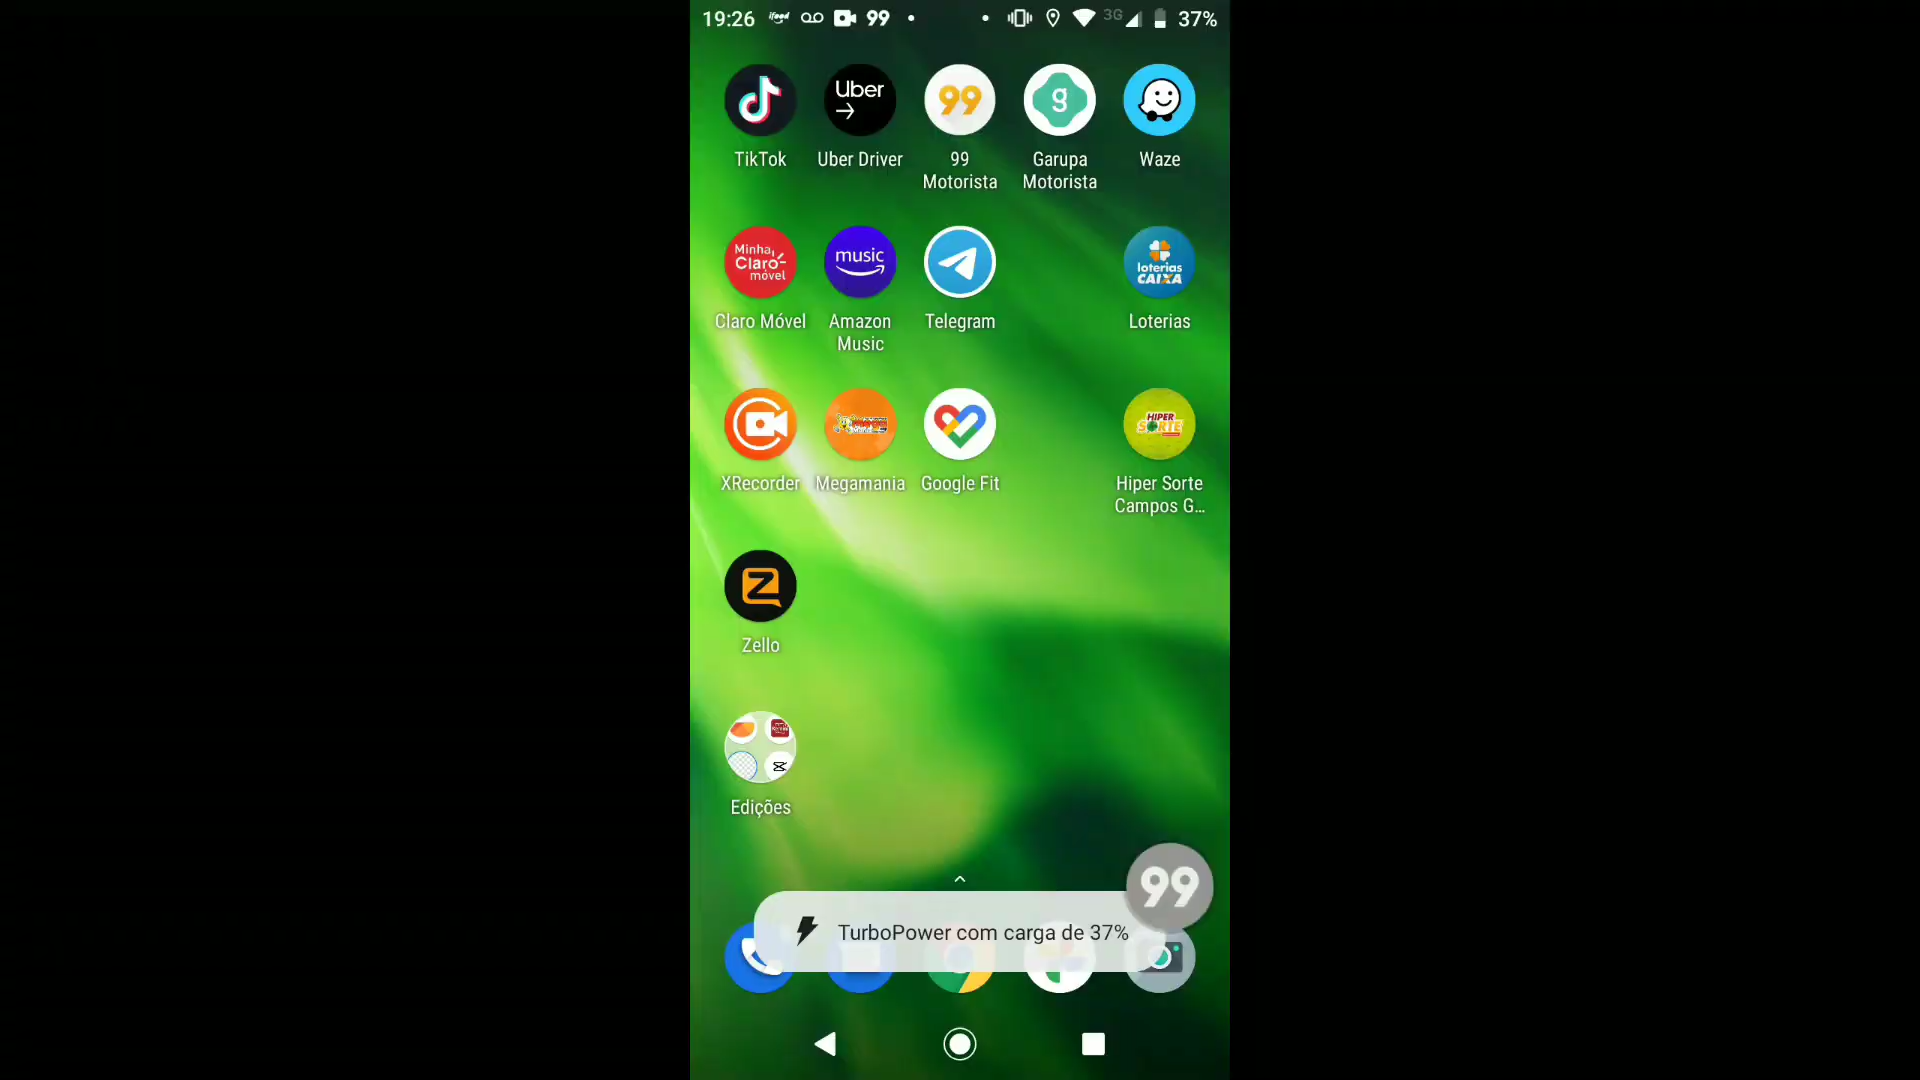 19:26 ifood 99 3G 37%
Uber
99
g
TikTok Uber Driver 99 Motorista Garupa Motorista Waze
Minha
Claro
móvel
music
loterias
CAIXA
Claro Móvel Amazon Music Telegram Loterias
HIPER
SORTE
XRecorder Megamania Google Fit Hiper Sorte Campos G...
Z
Zello
Edições
99
TurboPower com carga de 37%